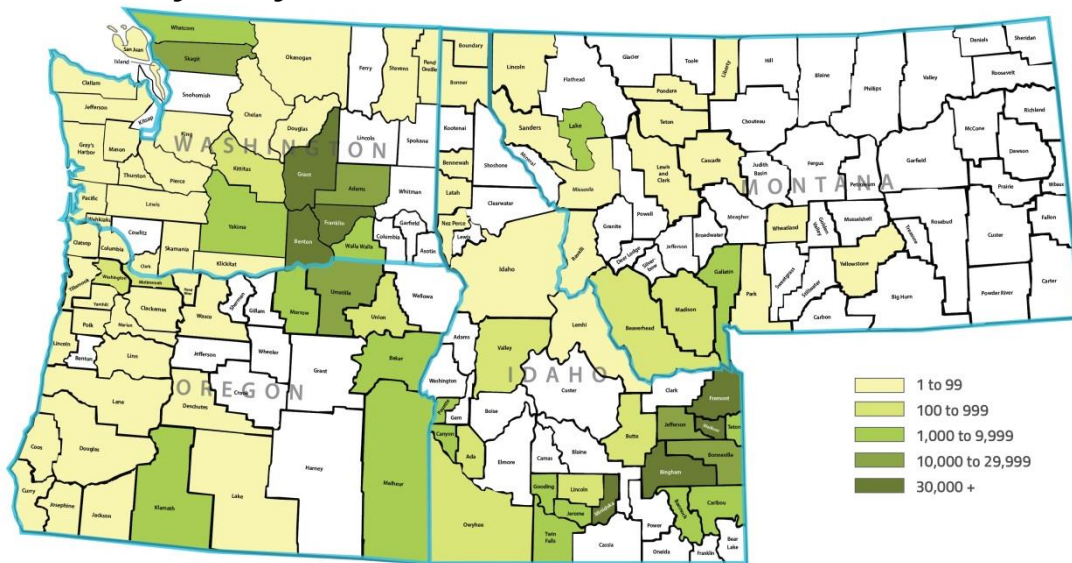 Whatcom
San Juan
Island
Skagit
Okanogan
Ferry
Stevens
Pend
Oreille
Clallam
Snohomish
Jefferson
Kitsap
Chelan
Douglas
Lincoln
Spokane
King
WASHINGTON
Gray's
Harbor
Mason
Thurston
Pierce
Kittitas
Grant
Adams
Whitman
Pacific
Lewis
Yakima
Franklin
Garfield
Wahkiakum
Cowlitz
Skamania
Benton
Walla Walla
Columbia
Asotin
Clark
Klickitat
Clatsop
Columbia
Washington
Multnomah
Tillamook
Hood
River
Yamhill
Clackamas
Wasco
Sherman
Gilliam
Morrow
Umatilla
Union
Wallowa
Polk
Marion
Lincoln
Benton
Linn
Jefferson
Wheeler
Grant
Baker
OREGON
Crook
Lane
Deschutes
Coos
Douglas
Harney
Malheur
Curry
Josephine
Jackson
Klamath
Lake
Boundary
Bonner
Kootenai
Benewah
Shoshone
Latah
Clearwater
Nez Perce
Lewis
Idaho
Adams
Valley
Lemhi
Washington
IDAHO
Custer
Clark
Fremont
Payette
Gem
Boise
Butte
Jefferson
Madison
Teton
Canyon
Ada
Elmore
Camas
Blaine
Bingham
Bonneville
Gooding
Lincoln
Jerome
Minidoka
Caribou
Bannock
Owyhee
Twin
Falls
Cassia
Power
Oneida
Franklin
Bear
Lake
Lincoln
Flathead
Glacier
Toole
Liberty
Hill
Blaine
Phillips
Valley
Daniels
Sheridan
Roosevelt
Pondera
Teton
Chouteau
Richland
McCone
Sanders
Lake
Mineral
Missoula
Lewis
and
Clark
Cascade
Judith
Basin
Fergus
Petroleum
Garfield
Dawson
MONTANA
Prairie
Wibaux
Powell
Granite
Ravalli
Deer Lodge
Silver
bow
Jefferson
Broadwater
Meagher
Wheatland
Golden
Valley
Musselshell
Rosebud
Treasure
Custer
Fallon
Beaverhead
Madison
Gallatin
Park
Sweetgrass
Stillwater
Yellowstone
Carbon
Big Horn
Powder River
Carter
1 to 99
100 to 999
1,000 to 9,999
10,000 to 29,999
30,000 +